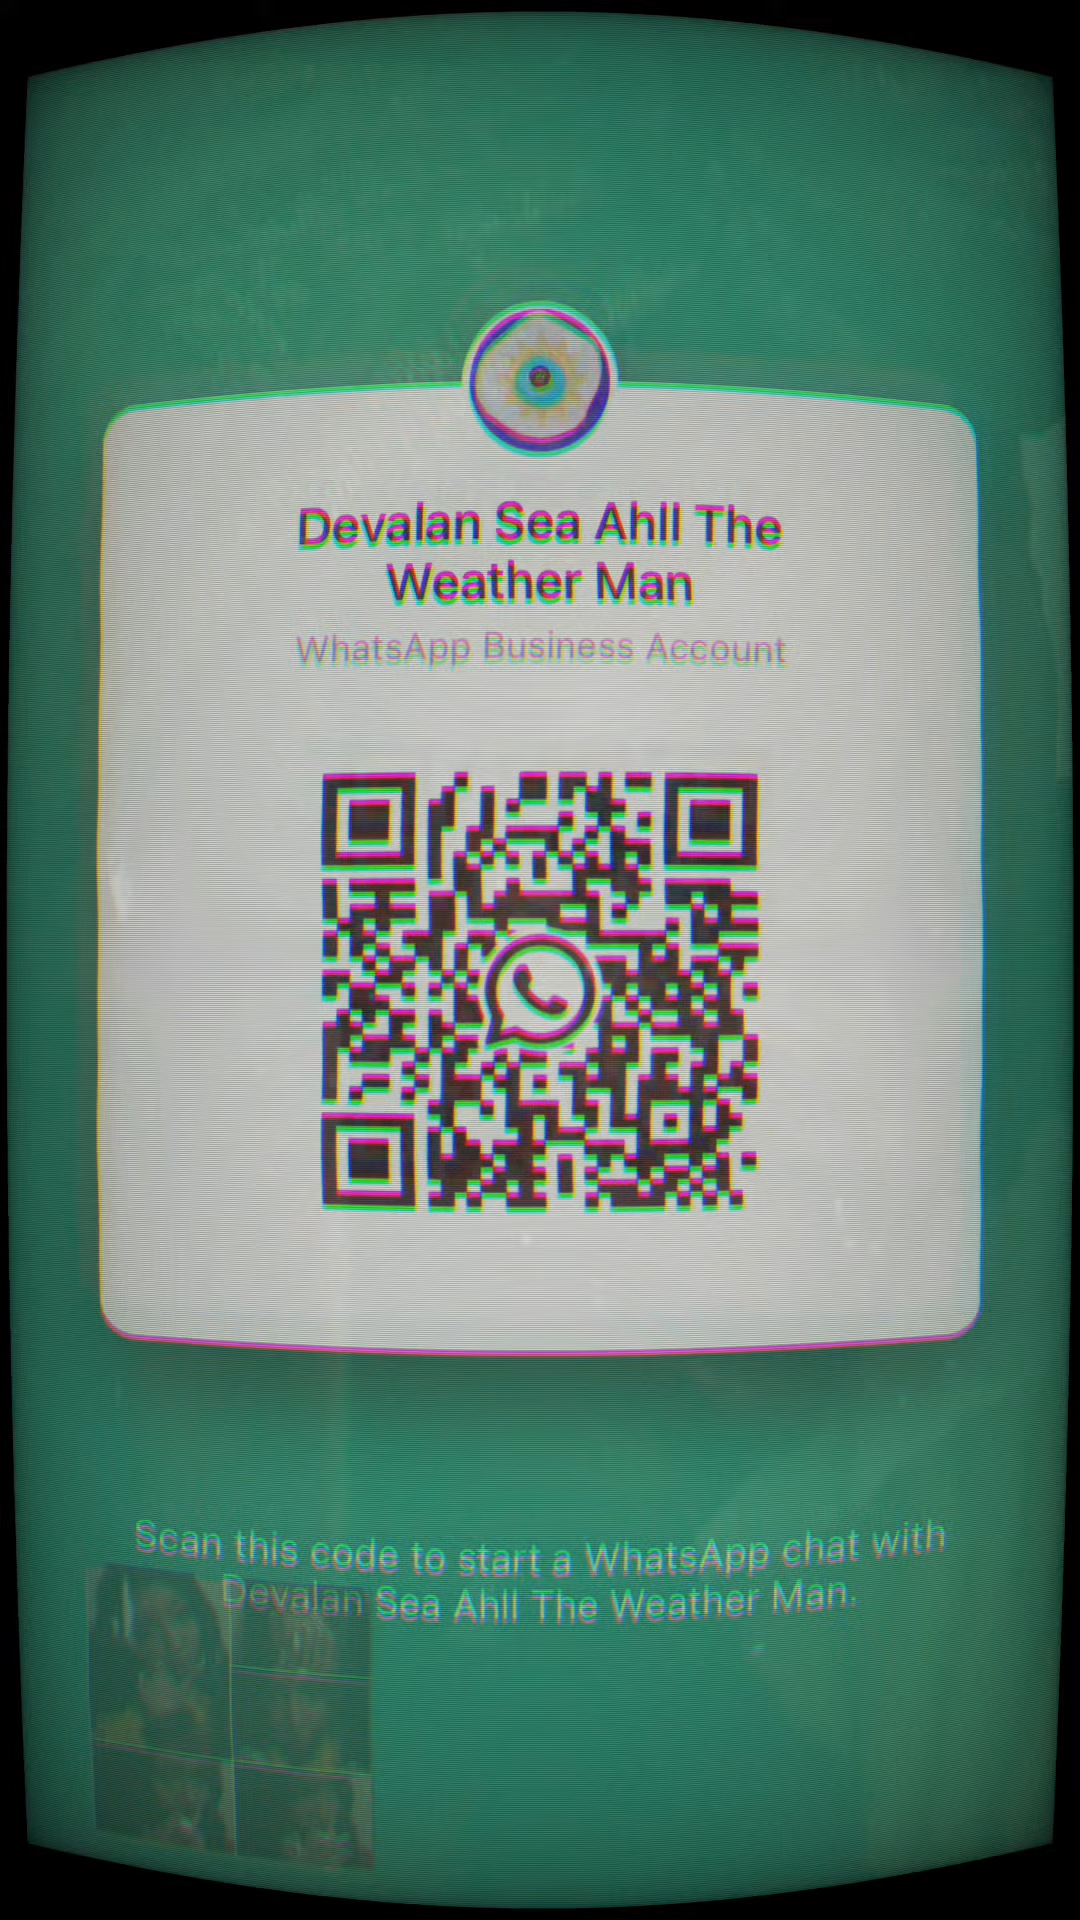 Devalan Sea Ahll The
Weather Man
WhatsApp Business Account
Scan this code to start a WhatsApp chat with
Devalan Sea Ahll The Weather Man.